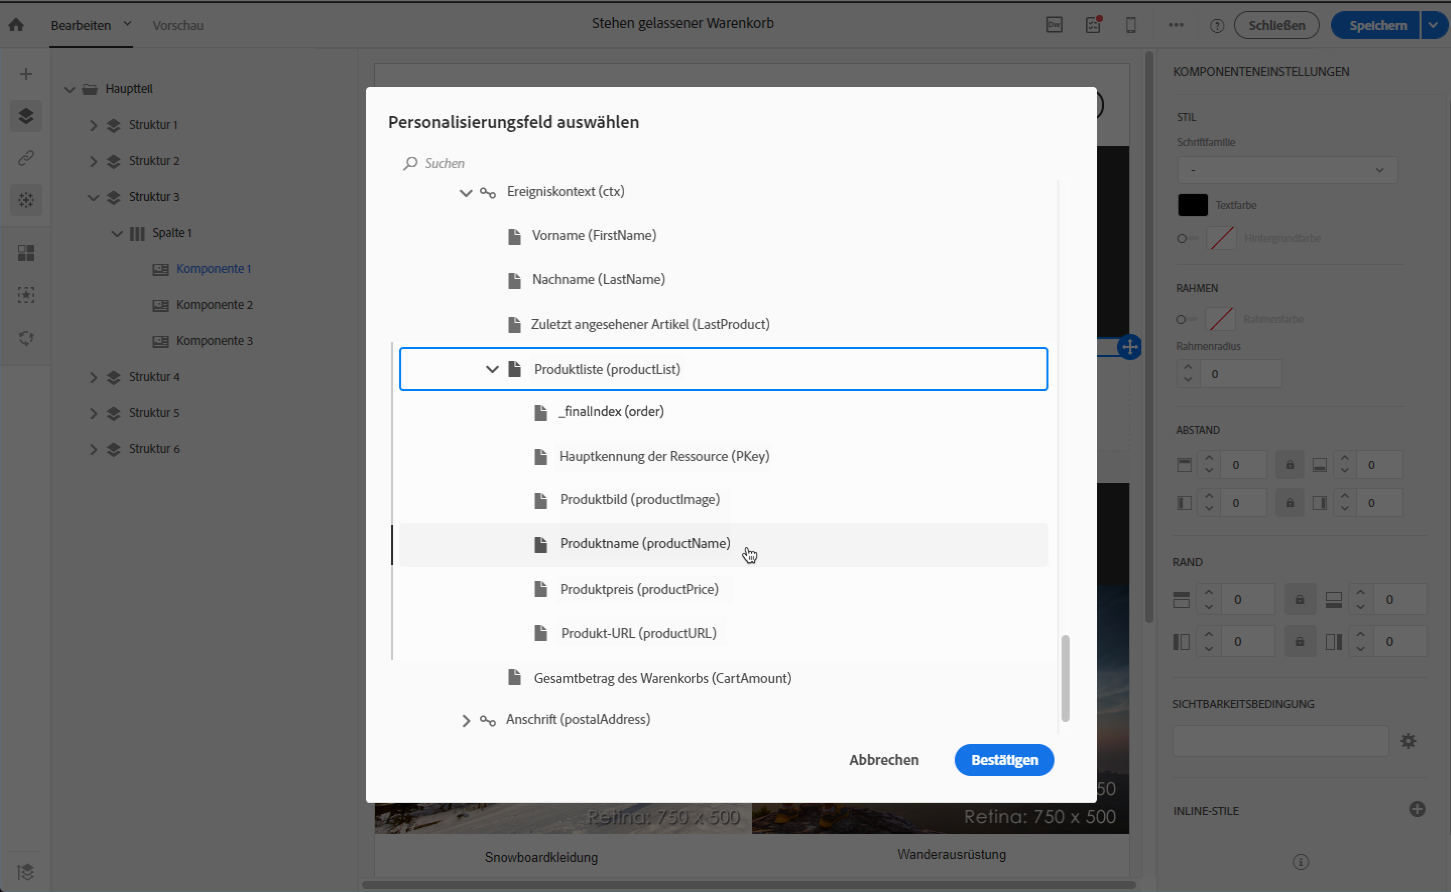 Bearbeiten
Vorschau
Stehen gelassener Warenkorb
Dw
Schließen
Speichern
Hauptteil
Struktur 1
Struktur 2
Struktur 3
Spalte 1
Komponente 1
Komponente 2
Komponente 3
Struktur 4
Struktur 5
Struktur 6
Personalisierungsfeld auswählen
Suchen
Ereigniskontext (ctx)
Vorname (FirstName)
Nachname (LastName)
Zuletzt angesehener Artikel (LastProduct)
Produktliste (productList)
_finalIndex (order)
Hauptkennung der Ressource (PKey)
Produktbild (productImage)
Produktname (productName)
Produktpreis (productPrice)
Produkt-URL (productURL)
Gesamtbetrag des Warenkorbs (CartAmount)
Anschrift (postalAddress)
Abbrechen
Bestätigen
50
Retina: 750 x 500
Retina: 750 x 500
Snowboardkleidung
Wanderausrüstung
KOMPONENTENEINSTELLUNGEN
STIL
Schriftfamilie
-
Textfarbe
Hintergrundfarbe
RAHMEN
Rahmenfarbe
Rahmenradius
0
ABSTAND
0
0
0
0
RAND
0
0
0
0
SICHTBARKEITSBEDINGUNG
INLINE-STILE